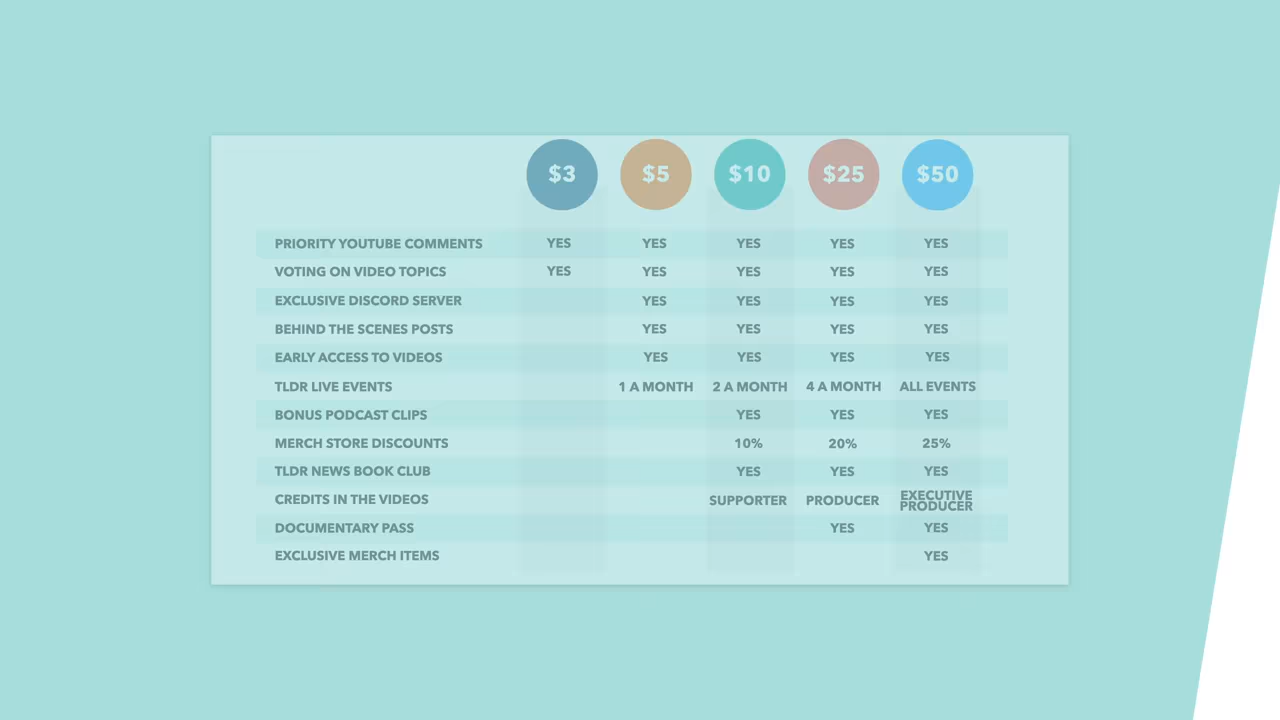 $3 $5 $10 $25 $50
PRIORITY YOUTUBE COMMENTS YES YES YES YES YES
VOTING ON VIDEO TOPICS YES YES YES YES YES
EXCLUSIVE DISCORD SERVER YES YES YES YES
BEHIND THE SCENES POSTS YES YES YES YES
EARLY ACCESS TO VIDEOS YES YES YES YES
TLDR LIVE EVENTS 1 A MONTH 2 A MONTH 4 A MONTH ALL EVENTS
BONUS PODCAST CLIPS YES YES YES
MERCH STORE DISCOUNTS 10% 20% 25%
TLDR NEWS BOOK CLUB YES YES YES
CREDITS IN THE VIDEOS SUPPORTER PRODUCER EXECUTIVE PRODUCER
DOCUMENTARY PASS YES YES
EXCLUSIVE MERCH ITEMS YES